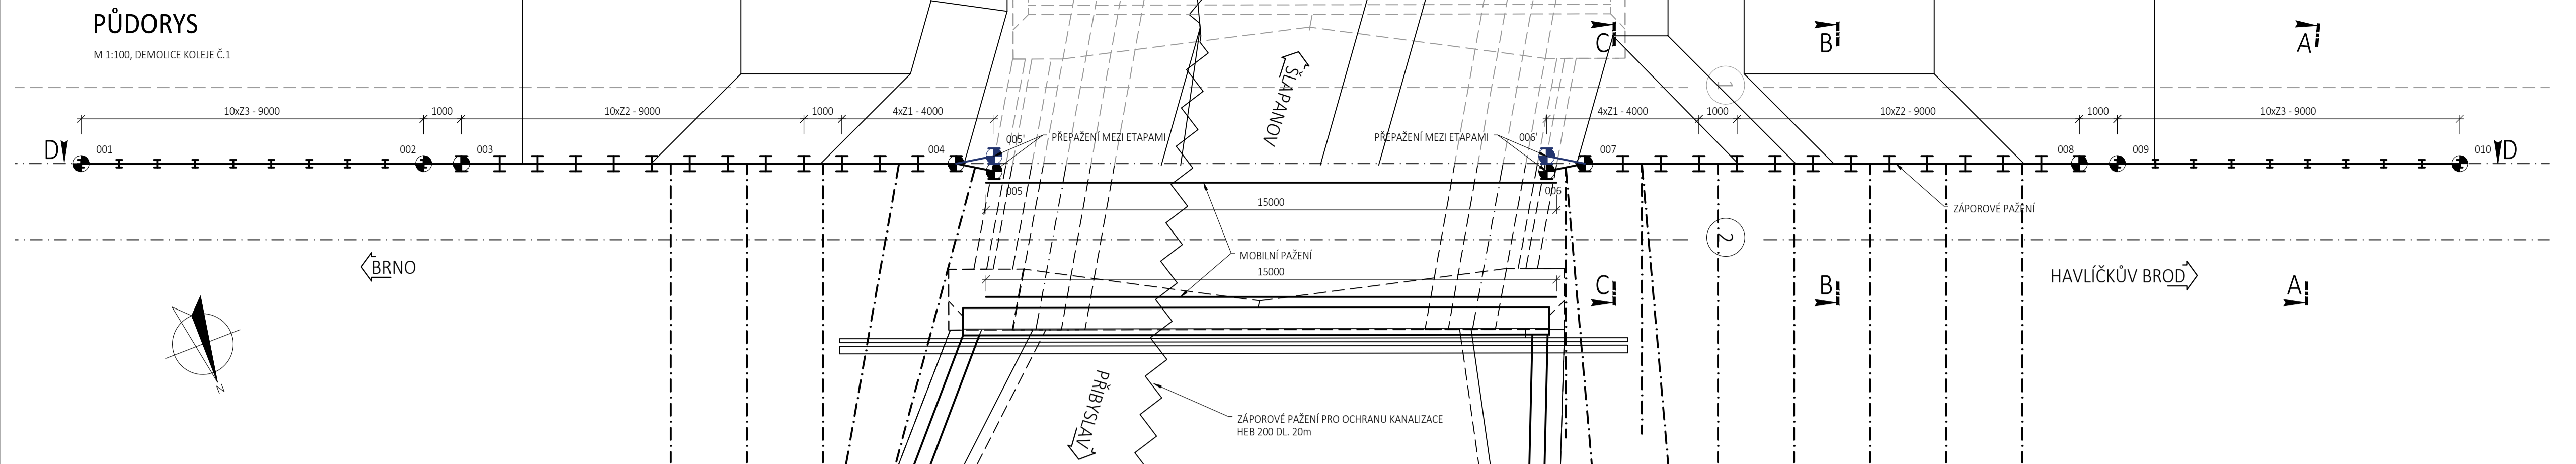 PŮDORYS
M 1:100, DEMOLICE KOLEJE Č.1
C
B
A
ŠLAPANOV
1
10xZ3 - 9000
1000
10xZ2 - 9000
1000
4xZ1 - 4000
4xZ1 - 4000
1000
10xZ2 - 9000
1000
10xZ3 - 9000
005'
PŘEPAŽENÍ MEZI ETAPAMI
PŘEPAŽENÍ MEZI ETAPAMI
006'
D
001
002
003
004
007
008
009
010
D
005
006
15000
ZÁPOROVÉ PAŽENÍ
2
MOBILNÍ PAŽENÍ
BRNO
15000
HAVLÍČKŮV BROD
C
B
A
N
PŘIBYSLAV
ZÁPOROVÉ PAŽENÍ PRO OCHRANU KANALIZACE
HEB 200 DL. 20m